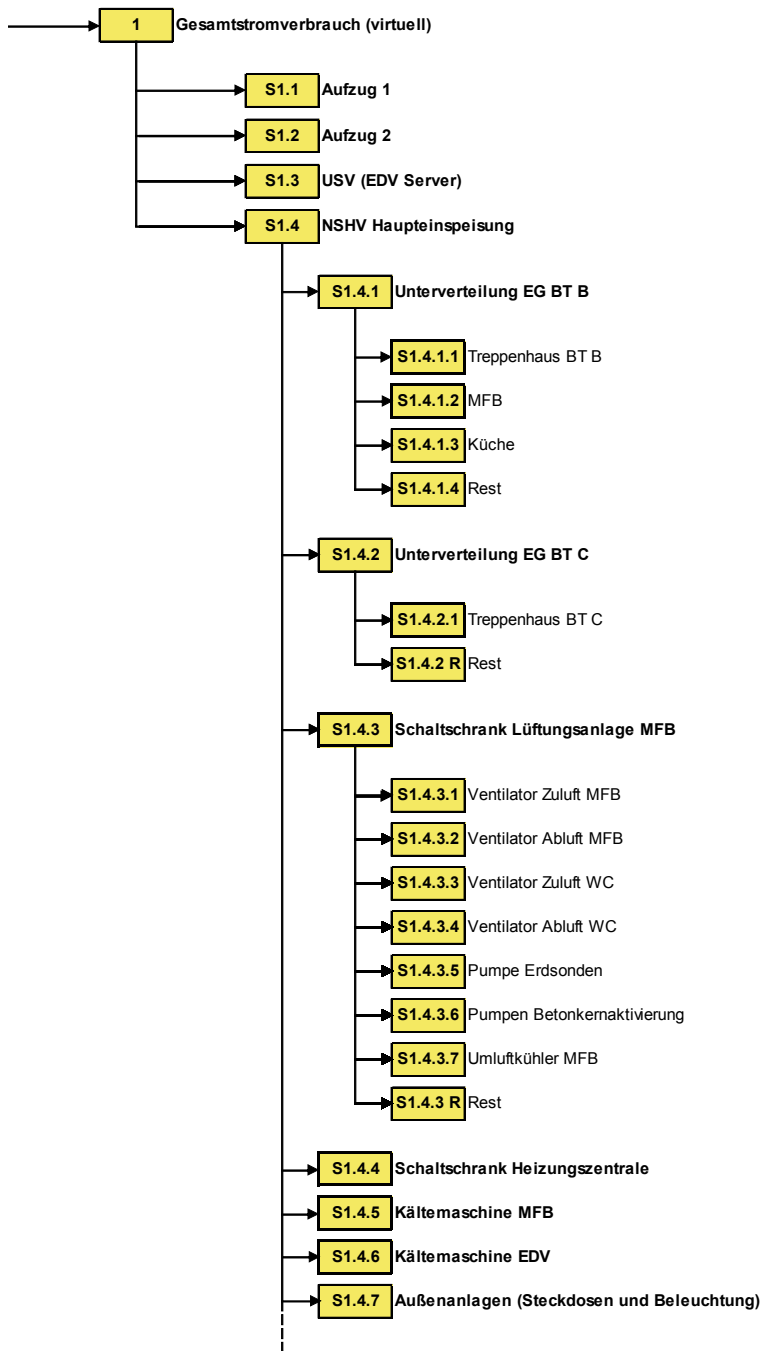 1 Gesamtstromverbrauch (virtuell)
S1.1 Aufzug 1
S1.2 Aufzug 2
S1.3 USV (EDV Server)
S1.4 NSHV Haupteinspeisung
S1.4.1 Unterverteilung EG BT B
S1.4.1.1 Treppenhaus BT B
S1.4.1.2 MFB
S1.4.1.3 Küche
S1.4.1.4 Rest
S1.4.2 Unterverteilung EG BT C
S1.4.2.1 Treppenhaus BT C
S1.4.2 R Rest
S1.4.3 Schaltschrank Lüftungsanlage MFB
S1.4.3.1 Ventilator Zuluft MFB
S1.4.3.2 Ventilator Abluft MFB
S1.4.3.3 Ventilator Zuluft WC
S1.4.3.4 Ventilator Abluft WC
S1.4.3.5 Pumpe Erdsonden
S1.4.3.6 Pumpen Betonkernaktivierung
S1.4.3.7 Umluftkühler MFB
S1.4.3 R Rest
S1.4.4 Schaltschrank Heizungszentrale
S1.4.5 Kältemaschine MFB
S1.4.6 Kältemaschine EDV
S1.4.7 Außenanlagen (Steckdosen und Beleuchtung)